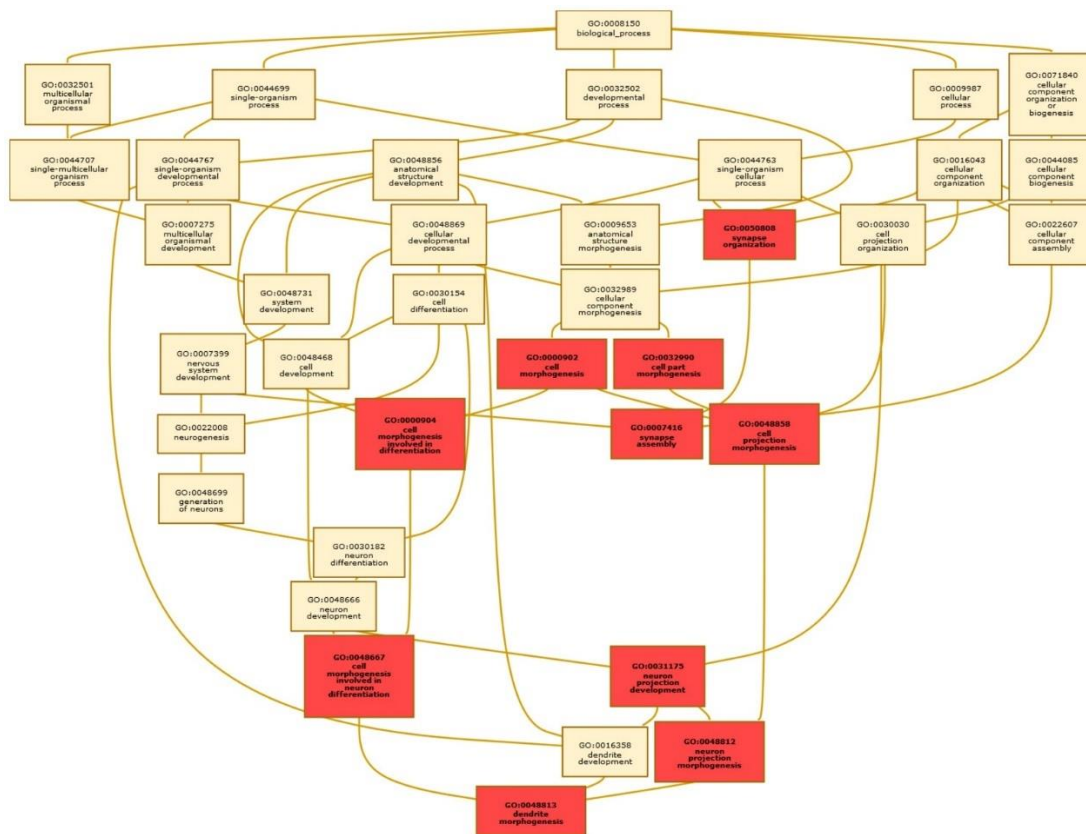 GO:0008150
biological_process
GO:0032501
multicellular
organismal
process
GO:0044699
single-organism
process
GO:0032502
developmental
process
GO:0009987
cellular
process
GO:0071840
cellular
component
organization
or
biogenesis
GO:0044707
single-multicellular
organism
process
GO:0044767
single-organism
developmental
process
GO:0048856
anatomical
structure
development
GO:0044763
single-organism
cellular
process
GO:0016043
cellular
component
organization
GO:0044085
cellular
component
biogenesis
GO:0007275
multicellular
organismal
development
GO:0048869
cellular
developmental
process
GO:0009653
anatomical
structure
morphogenesis
GO:0050808
synapse
organization
GO:0030030
cell
projection
organization
GO:0022607
cellular
component
assembly
GO:0048731
system
development
GO:0030154
cell
differentiation
GO:0032989
cellular
component
morphogenesis
GO:0007399
nervous
system
development
GO:0048468
cell
development
GO:0000902
cell
morphogenesis
GO:0032990
cell part
morphogenesis
GO:0022008
neurogenesis
GO:0000904
cell
morphogenesis
involved in
differentiation
GO:0007416
synapse
assembly
GO:0048858
cell
projection
morphogenesis
GO:0048699
generation
of neurons
GO:0030182
neuron
differentiation
GO:0048666
neuron
development
GO:0048667
cell
morphogenesis
involved in
neuron
differentiation
GO:0031175
neuron
projection
development
GO:0016358
dendrite
development
GO:0048812
neuron
projection
morphogenesis
GO:0048813
dendrite
morphogenesis